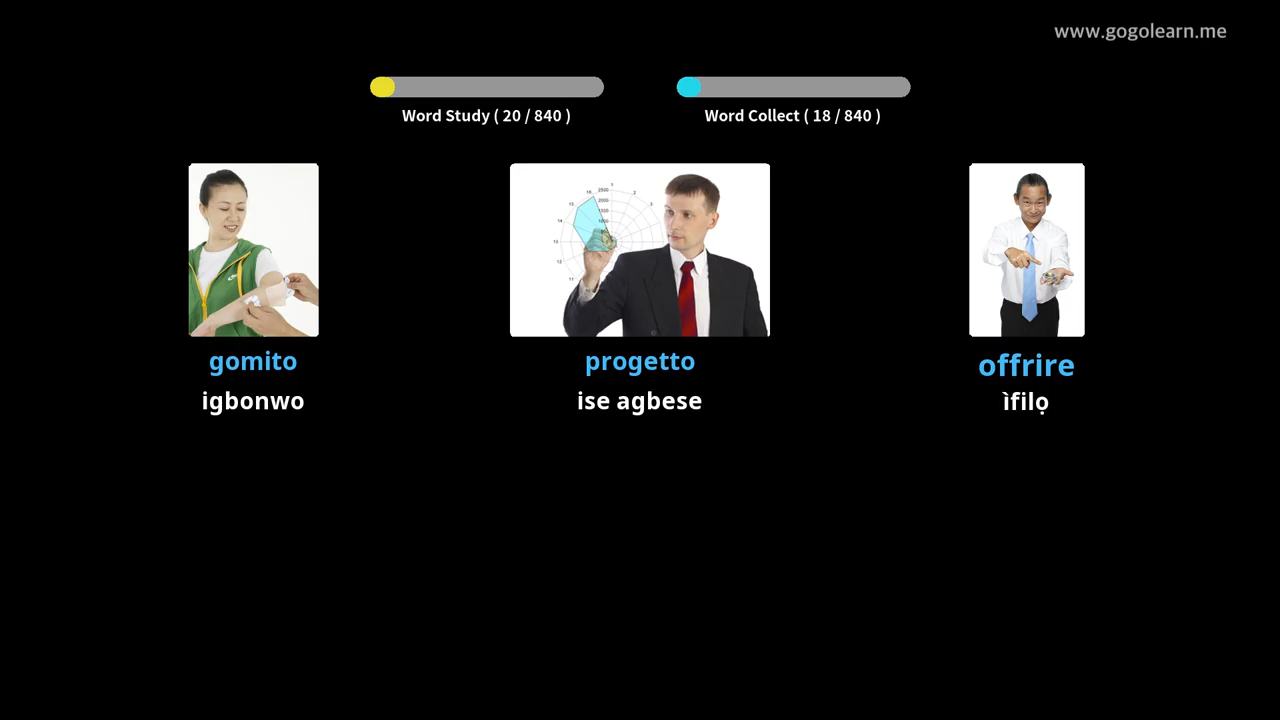 www.gogolearn.me
Word Study ( 20 / 840 )
Word Collect ( 18 / 840 )
gomito
igbonwo
progetto
ise agbese
offrire
ìfilọ